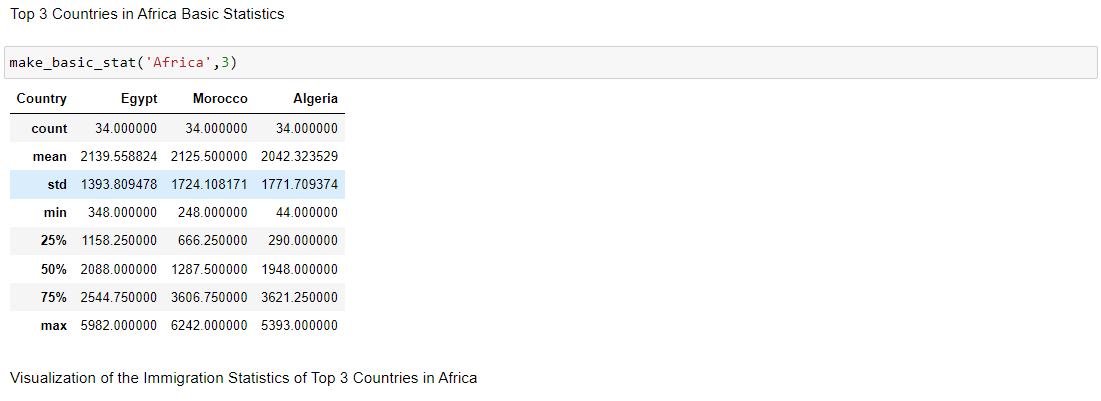 Top 3 Countries in Africa Basic Statistics
make_basic_stat('Africa',3)
Country Egypt Morocco Algeria
count 34.000000 34.000000 34.000000
mean 2139.558824 2125.500000 2042.323529
std 1393.809478 1724.108171 1771.709374
min 348.000000 248.000000 44.000000
25% 1158.250000 666.250000 290.000000
50% 2088.000000 1287.500000 1948.000000
75% 2544.750000 3606.750000 3621.250000
max 5982.000000 6242.000000 5393.000000
Visualization of the Immigration Statistics of Top 3 Countries in Africa